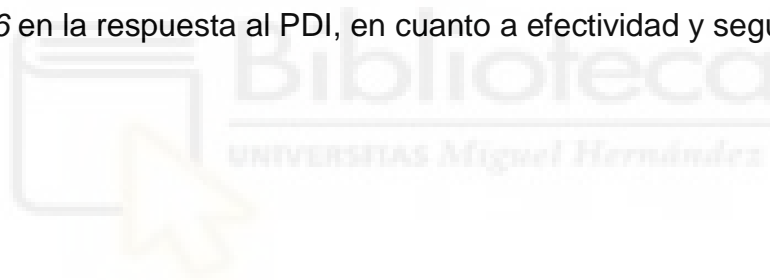 6 en la respuesta al PDI, en cuanto a efectividad y segu
Biblioteca
UNIVERSITAS Miguel Hernández